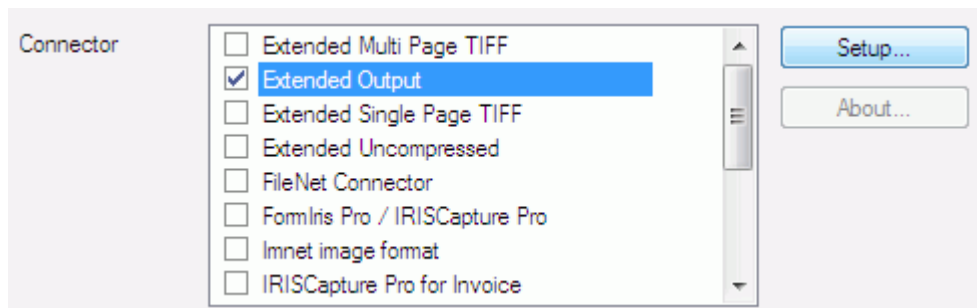 Connector
Extended Multi Page TIFF
Extended Output
Extended Single Page TIFF
Extended Uncompressed
FileNet Connector
FormIris Pro / IRISCapture Pro
Imnet image format
IRISCapture Pro for Invoice
Setup...
About...